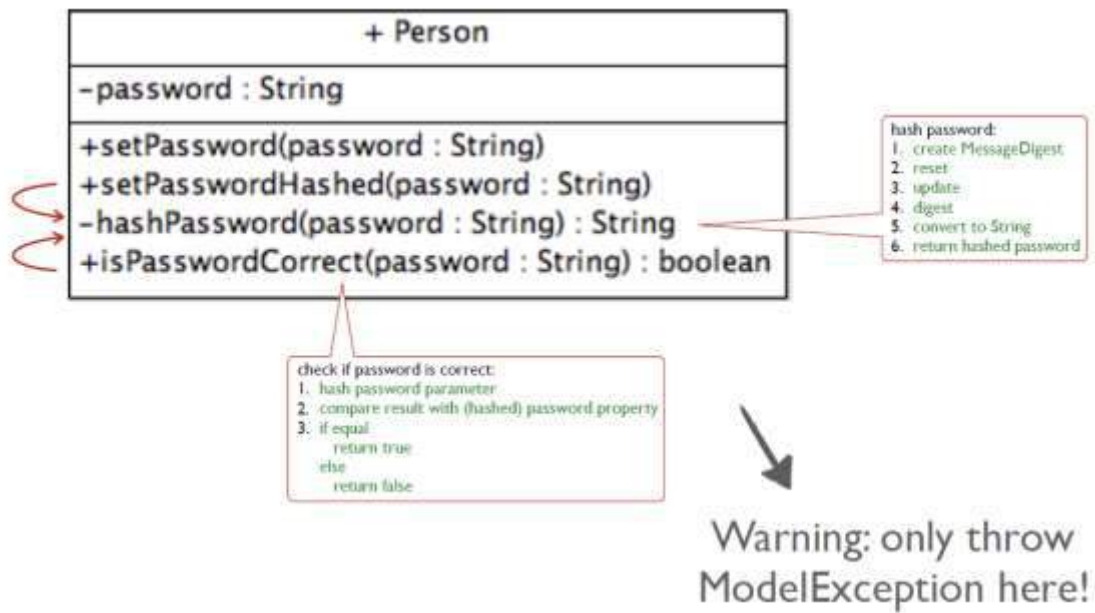 + Person
-password : String
+setPassword(password : String)
+setPasswordHashed(password : String)
-hashPassword(password : String) : String
+isPasswordCorrect(password : String) : boolean
hash password:
1. create MessageDigest
2. reset
3. update
4. digest
5. convert to String
6. return hashed password
check if password is correct:
1. hash password parameter
2. compare result with (hashed) password property
3. if equal
return true
else
return false
Warning: only throw
ModelException here!